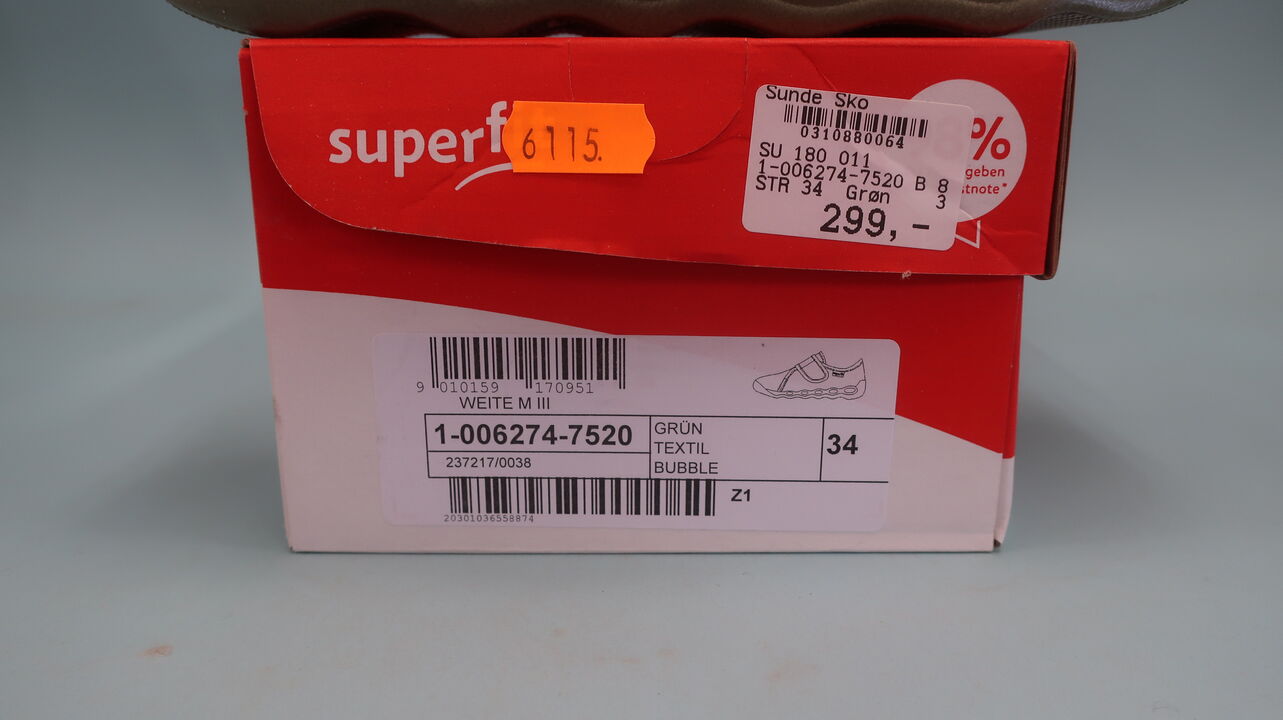 superf
6115.
Sunde Sko
0310880064
SU 180 011
1-006274-7520 B 8
STR 34 Grøn 3
299,-
%
geben
tnote*
9 010159 170951
WEITE M III
1-006274-7520
237217/0038
GRÜN
TEXTIL
BUBBLE
34
Z1
20301036558874